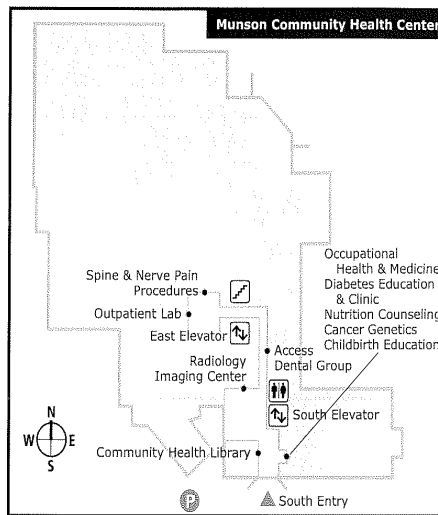 Munson Community Health Center
Occupational
Health & Medicine
Diabetes Education
& Clinic
Nutrition Counseling
Cancer Genetics
Childbirth Education
Spine & Nerve Pain
Procedures
Outpatient Lab
East Elevator
Radiology
Imaging Center
Access
Dental Group
South Elevator
N
W E
S
Community Health Library
P
South Entry